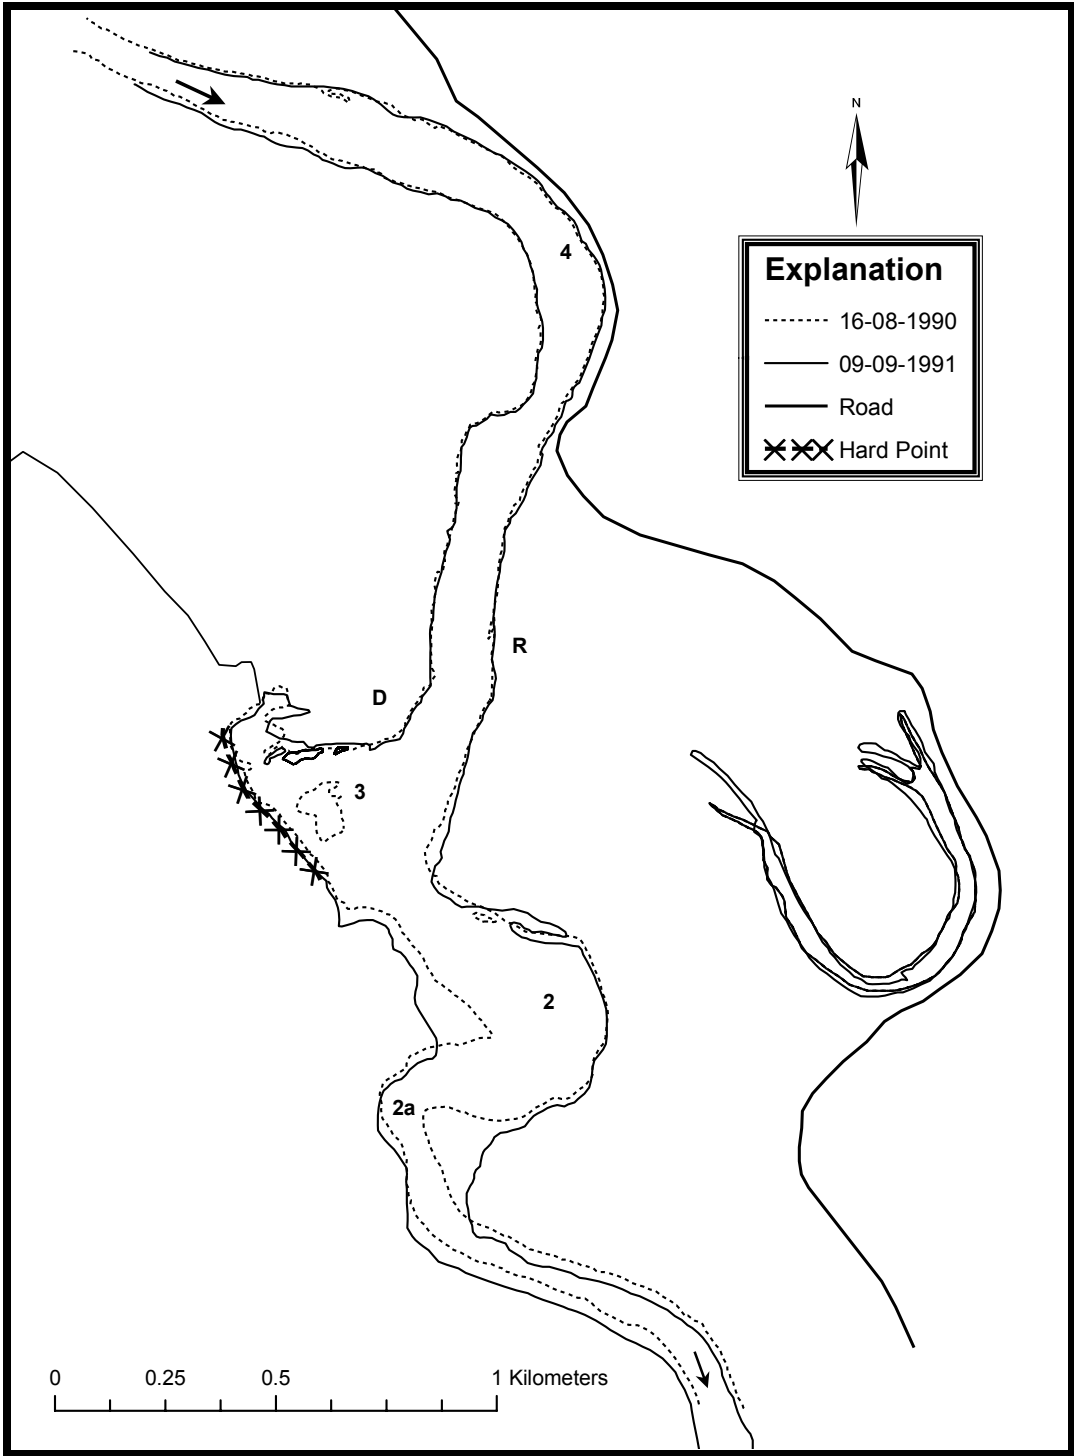 N
4
Explanation
16-08-1990
09-09-1991
Road
Hard Point
R
D
3
2
2a
0 0.25 0.5 1 Kilometers